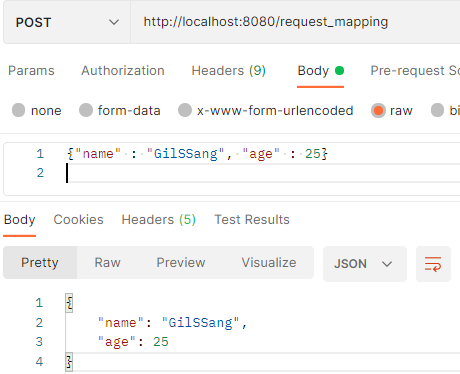 POST http://localhost:8080/request_mapping
Params Authorization Headers (9) Body Pre-request Sc
none form-data x-www-form-urlencoded raw bi
1 {"name" : "GilSSang", "age" : 25}
2
Body Cookies Headers (5) Test Results
Pretty Raw Preview Visualize JSON
1 {
2 "name": "GilSSang",
3 "age": 25
4 }